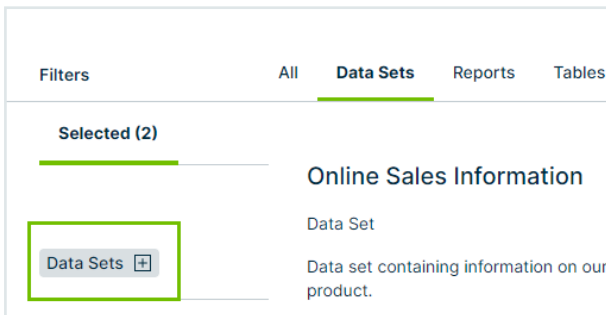 Filters
All Data Sets Reports Tables
Selected (2)
Online Sales Information
Data Set
Data Sets
Data set containing information on our
product.